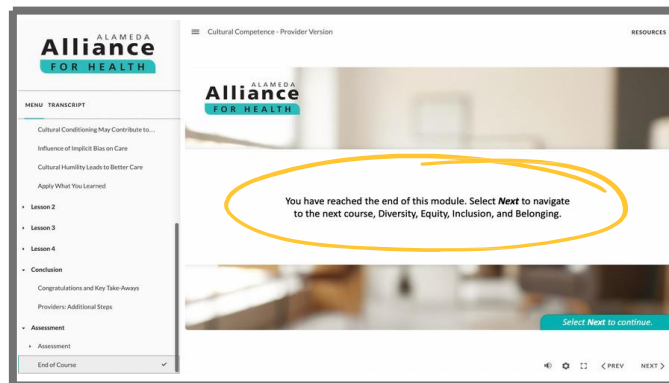 ALAMEDA
Alliance
FOR HEALTH
MENU TRANSCRIPT
Cultural Conditioning May Contribute to...
Influence of Implicit Bias on Care
Cultural Humility Leads to Better Care
Apply What You Learned
Lesson 2
Lesson 3
Lesson 4
Conclusion
Congratulations and Key Take-Aways
Providers: Additional Steps
Assessment
Assessment
End of Course
Cultural Competence - Provider Version
RESOURCES
ALAMEDA
Alliance
FOR HEALTH
You have reached the end of this module. Select Next to navigate
to the next course, Diversity, Equity, Inclusion, and Belonging.
Select Next to continue.
< PREV
NEXT >